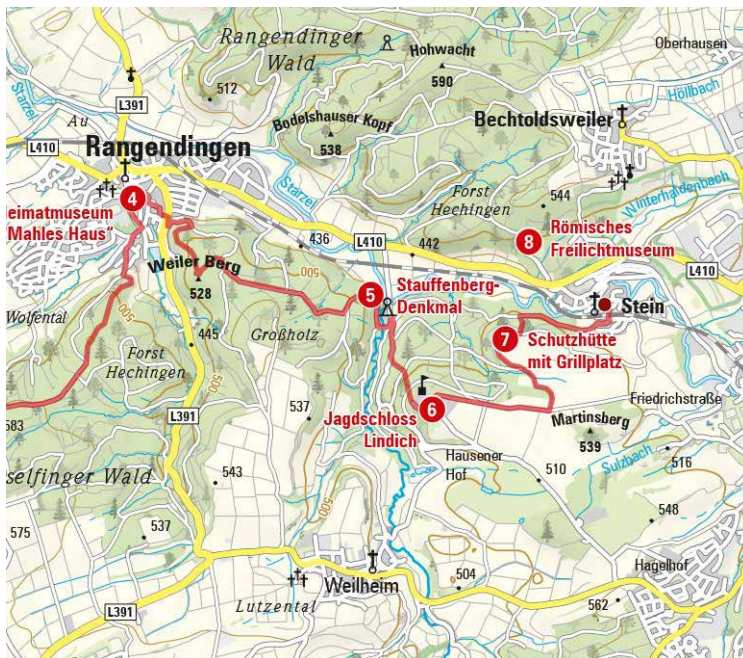 Rangendinger
Wald
Hohwacht
590
Oberhausen
512
L391
Starzel
Höllbach
Au
Bodelshauser Kopf
538
Bechtoldsweiler
L410
Rangendingen
Starzel
Forst
Hechingen
544
Winterhaldenbach
4
eimatmuseum
Mahles Haus“
436
L410
442
8
Römisches
Freilichtmuseum
L410
Weiler Berg
528
500
5
Stauffenberg-
Denkmal
Stein
Wolfental
445
Großholz
7
Schutzhütte
mit Grillplatz
Forst
Hechingen
500
L391
583
537
6
Jagdschloss
Lindich
Friedrichstraße
Martinsberg
539
selfinger Wald
543
Hausener
Hof
510
Sulzbach
516
500
575
537
548
Weilheim
504
Hagelhof
L391
Lutzental
562